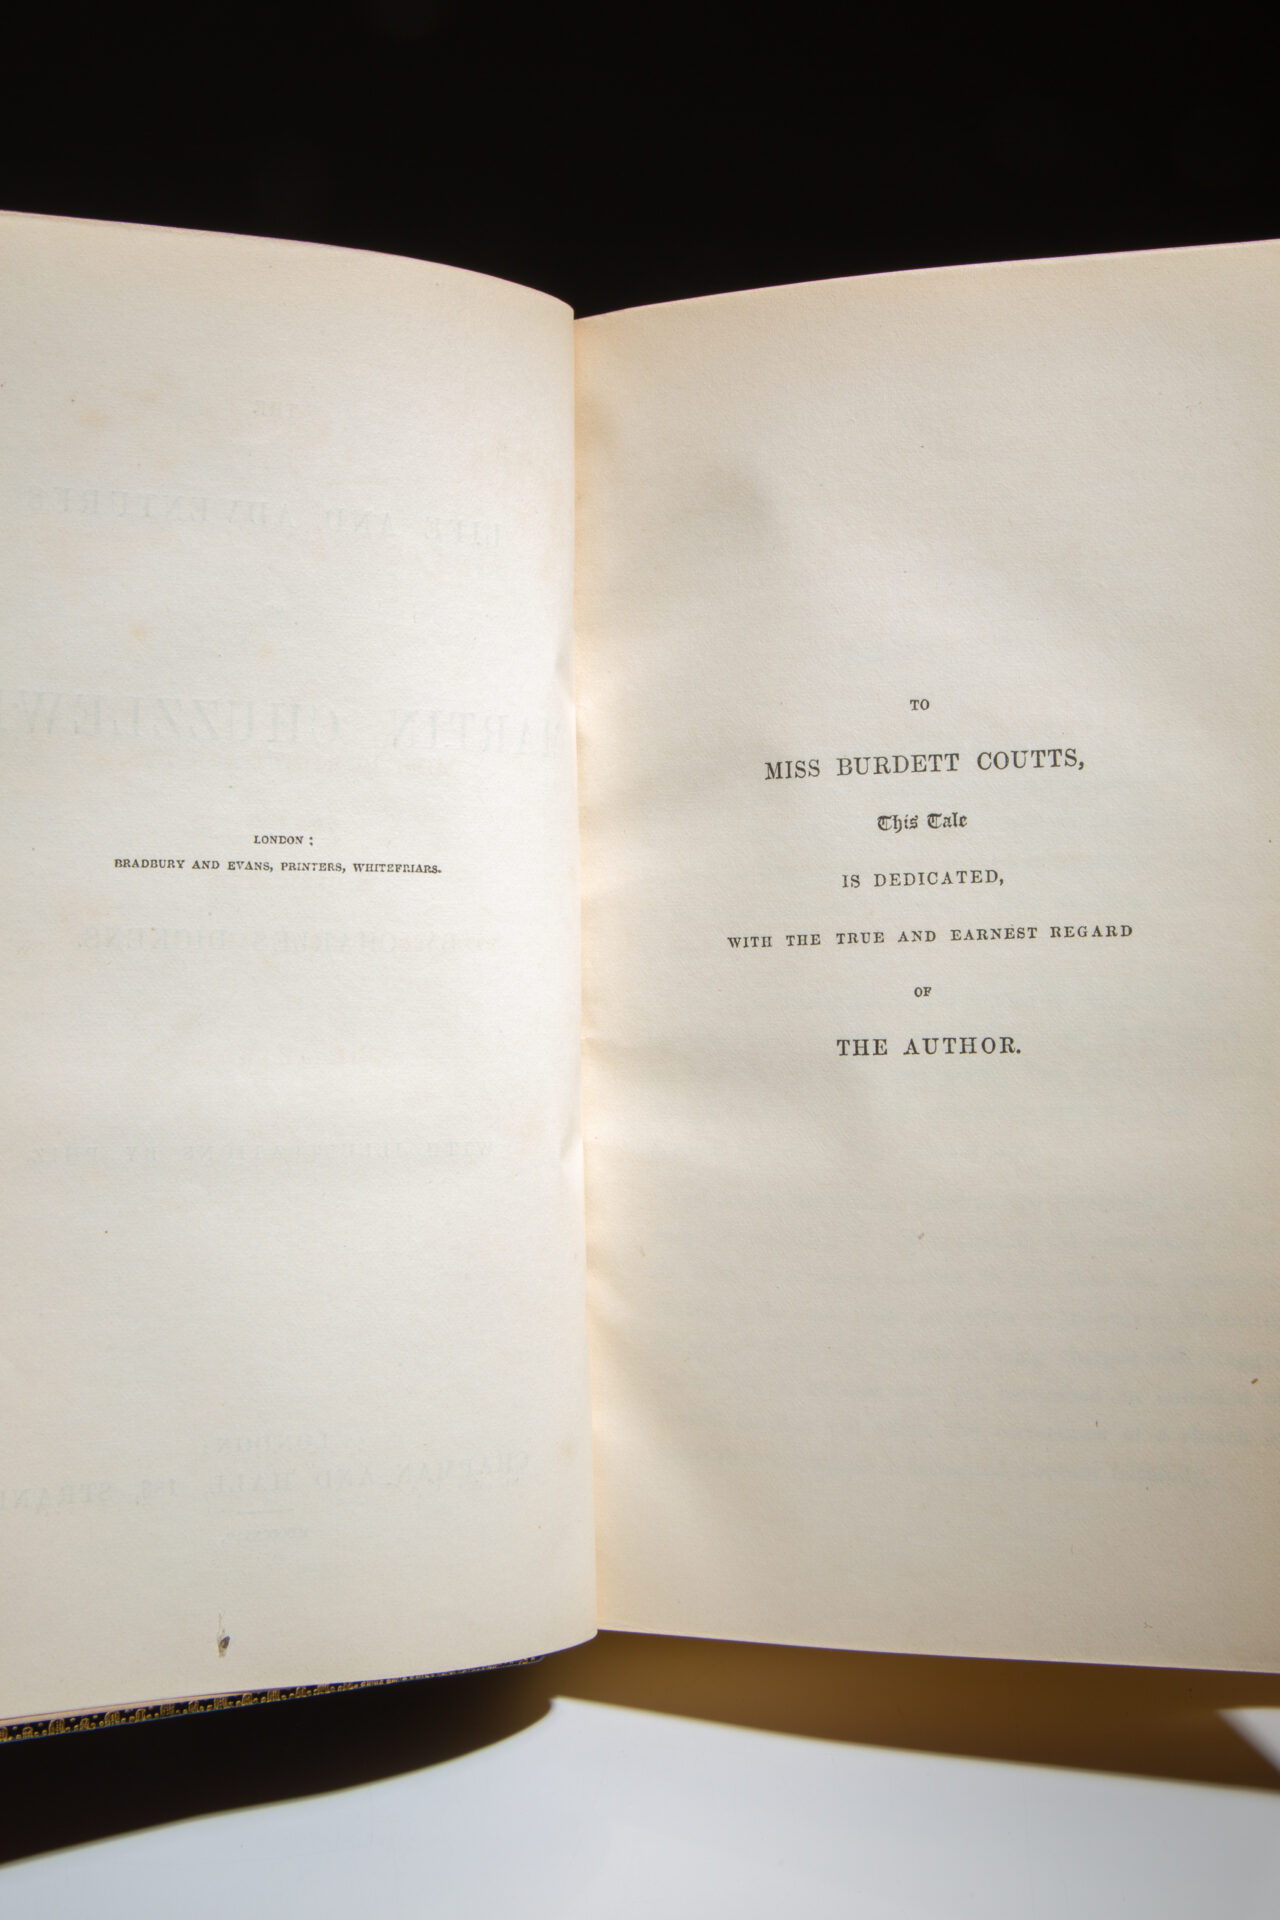 LONDON:
BRADBURY AND EVANS, PRINTERS, WHITEFRIARS.
TO
MISS BURDETT COUTTS,
This Tale
IS DEDICATED,
WITH THE TRUE AND EARNEST REGARD
OF
THE AUTHOR.